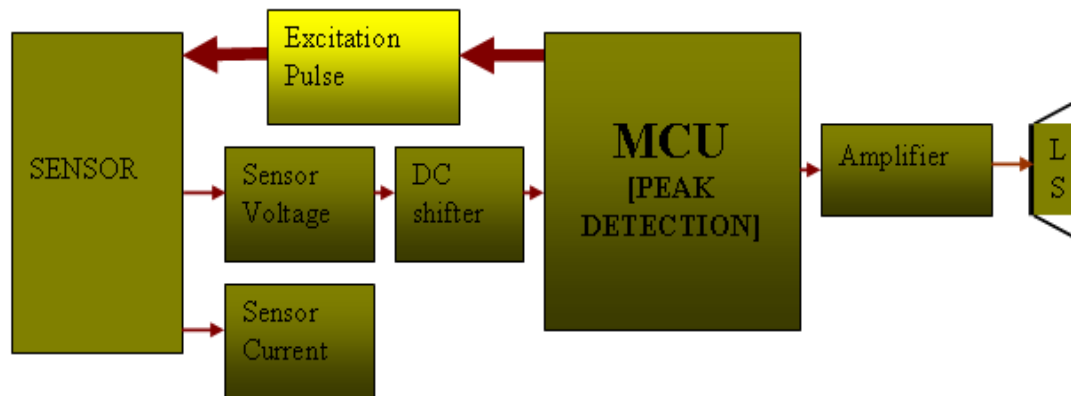 Excitation
Pulse
SENSOR
Sensor
Voltage
DC
shifter
MCU
[PEAK
DETECTION]
Amplifier
L
S
Sensor
Current